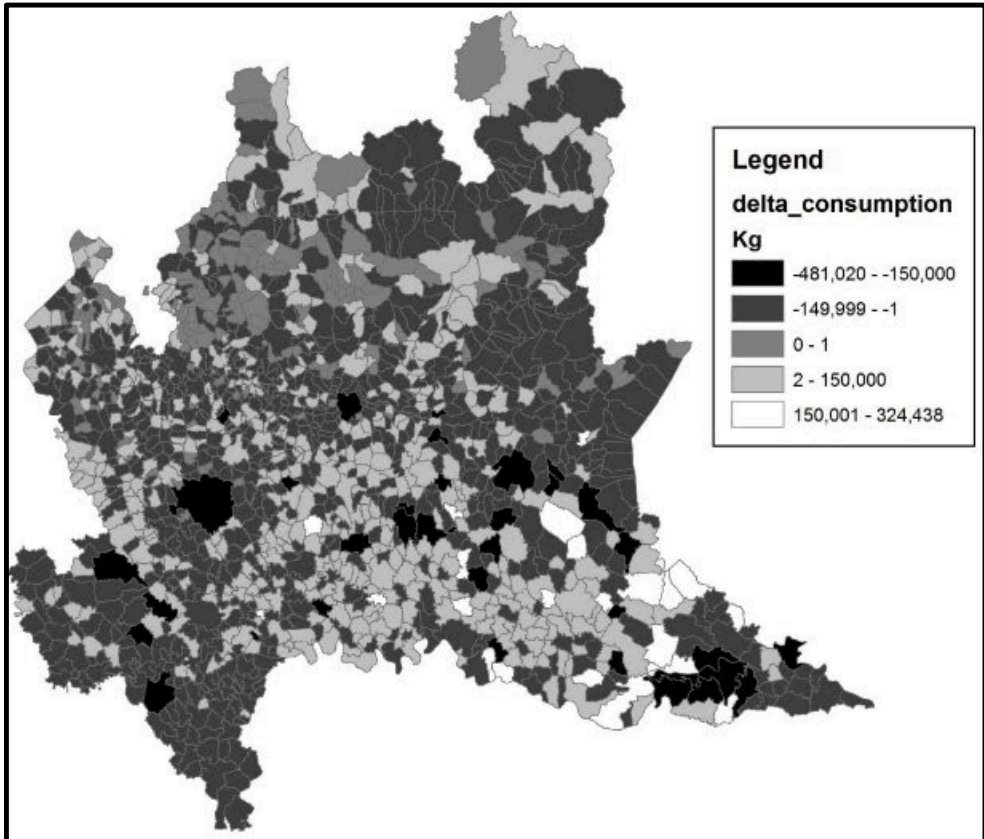 Legend
delta_consumption
Kg
-481,020 - -150,000
-149,999 - -1
0 - 1
2 - 150,000
150,001 - 324,438